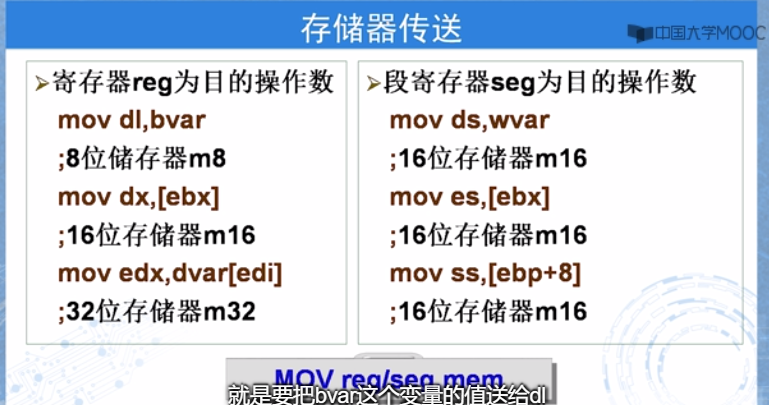 存储器传送
中国大学MOOC
➢寄存器reg为目的操作数
mov dl,bvar
;8位储存器m8
mov dx,[ebx]
;16位存储器m16
mov edx,dvar[edi]
;32位存储器m32
➢段寄存器seg为目的操作数
mov ds,wvar
;16位存储器m16
mov es,[ebx]
;16位存储器m16
mov ss,[ebp+8]
;16位存储器m16
MOV reg/seg,mem
就是要把bvar这个变量的值送给dl